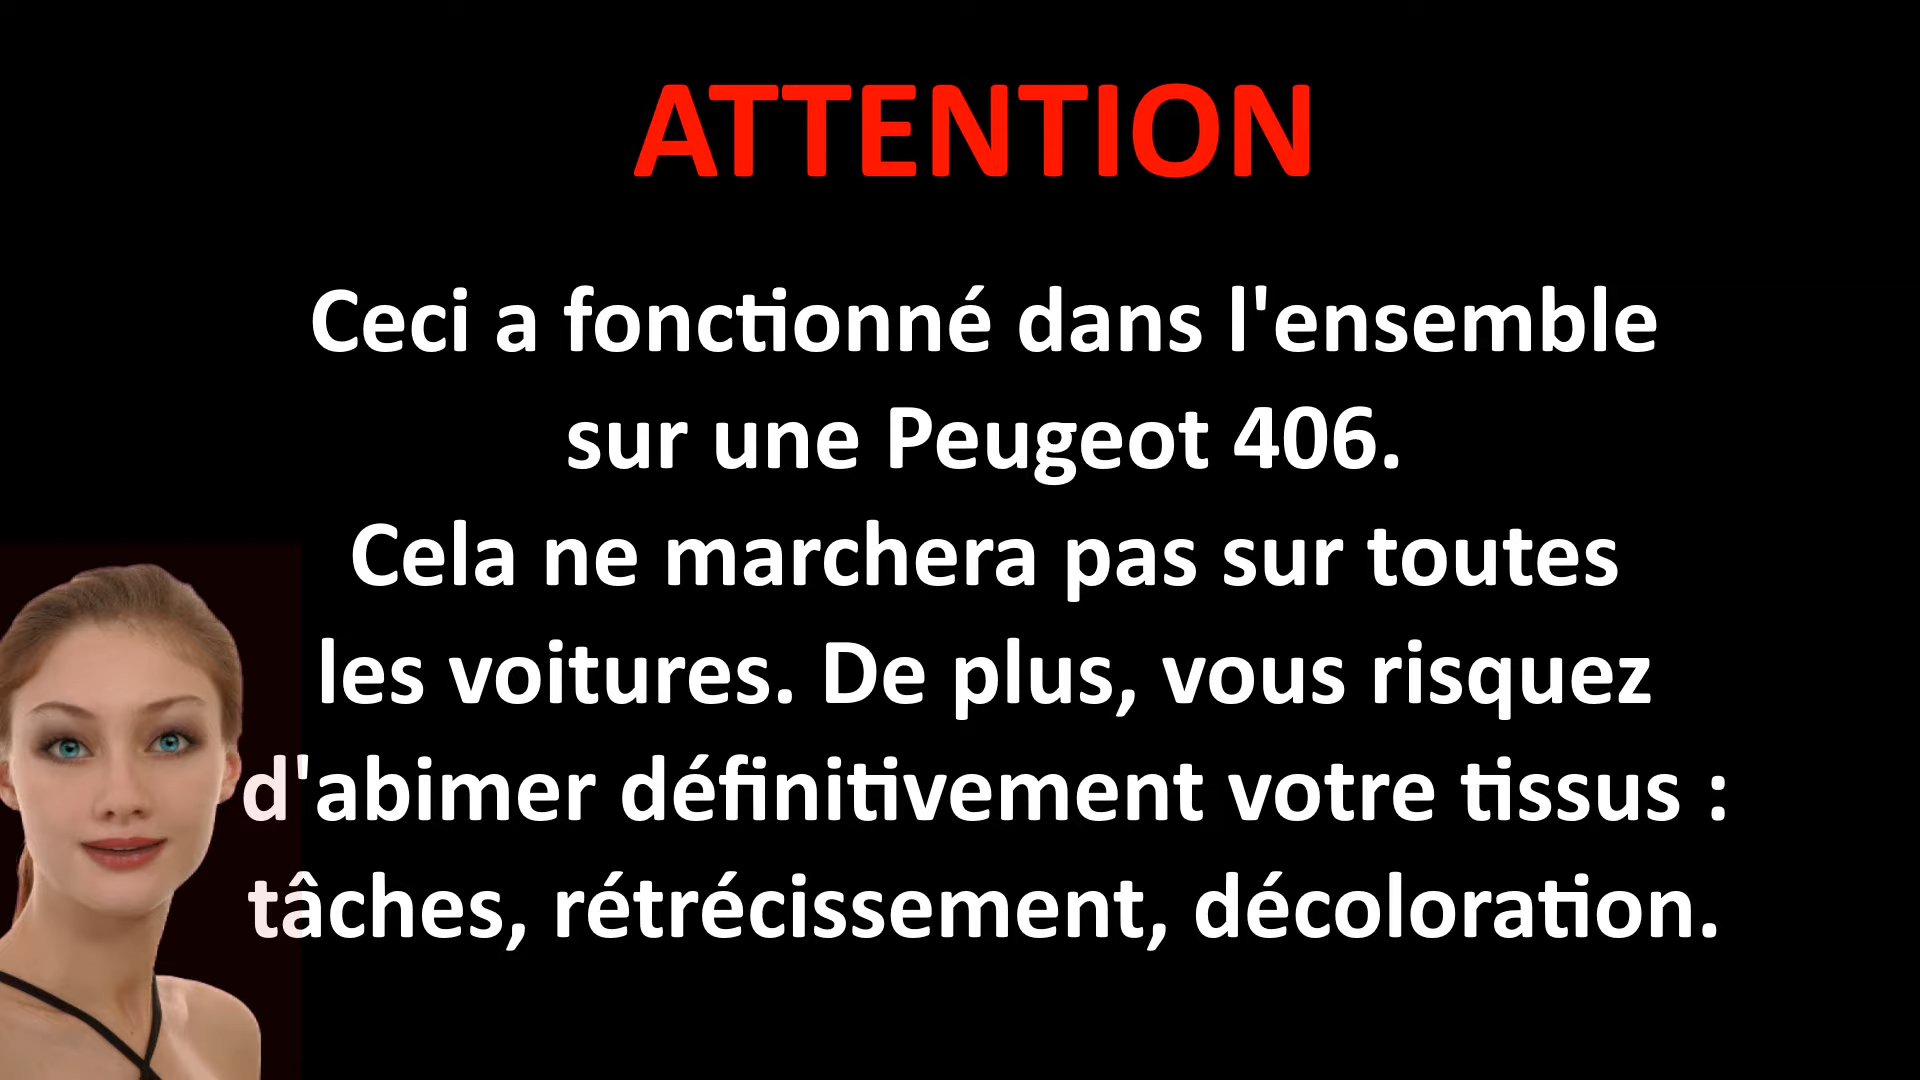 ATTENTION
Ceci a fonctionné dans l'ensemble
sur une Peugeot 406.
Cela ne marchera pas sur toutes
les voitures. De plus, vous risquez
d'abimer définitivement votre tissus :
tâches, rétrécissement, décoloration.